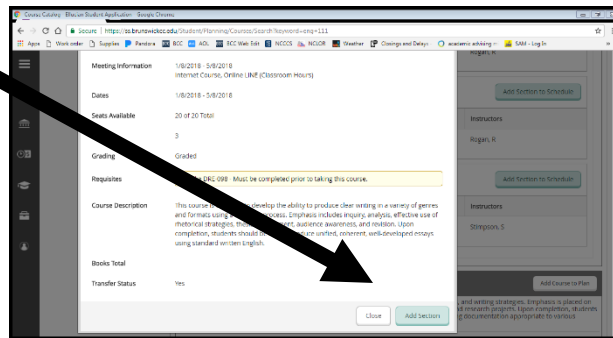 Course Catalog - Ellucian Student Application - Google Chrome
Secure | https://ss.brunswickcc.edu/Student/Planning/Courses/Search?keyword=eng+111
Apps Work order Supplies Pandora BCC AOL BCC Web Edit NCCCS NCLOR Weather Closings and Delays Academic advising SAM - Log In
Meeting Information 1/8/2018 - 5/8/2018
Internet Course, Online LINE (Classroom Hours)
Rogan, R
Dates 1/8/2018 - 5/8/2018
Add Section to Schedule
Seats Available 20 of 20 Total
Instructors
3
Rogan, R
Grading Graded
Requisites DRE-098 - Must be completed prior to taking this course.
Add Section to Schedule
Course Description This course is develop the ability to produce clear writing in a variety of genres
Instructors
and formats using a process. Emphasis includes inquiry, analysis, effective use of
rhetorical strategies, audience awareness, and revision. Upon
Stimpson, S
completion, students should be unified, coherent, well-developed essays
using standard written English.
Books Total
Transfer Status Yes
Add Course to Plan
and writing strategies. Emphasis is placed on
research projects. Upon completion, students
documentation appropriate to various
Close Add Section